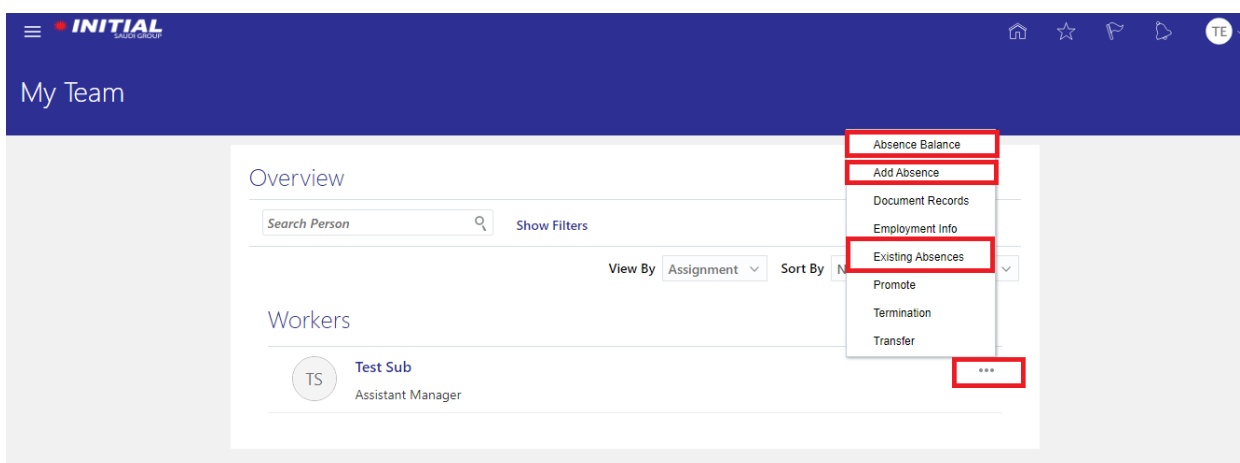 INITIAL
SAUDI GROUP
TE
My Team
Absence Balance
Add Absence
Document Records
Employment Info
Existing Absences
Promote
Termination
Transfer
Overview
Search Person
Show Filters
View By Assignment Sort By N
Workers
TS
Test Sub
Assistant Manager